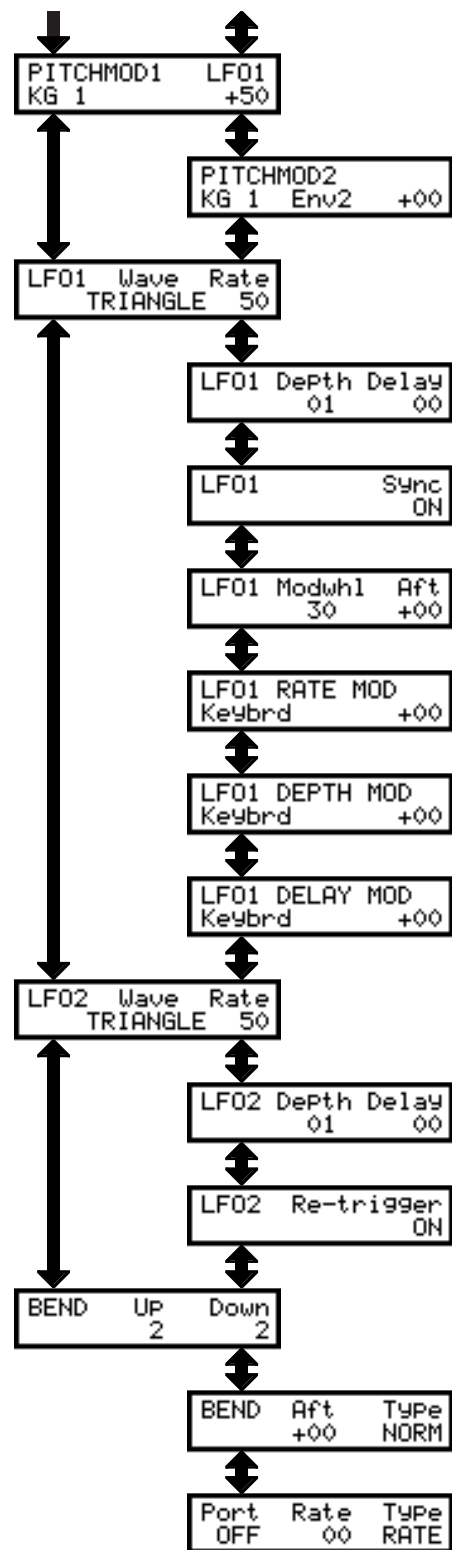 PITCHMOD1 LFO1
KG 1 +50
PITCHMOD2
KG 1 Env2 +00
LFO1 Wave Rate
TRIANGLE 50
LFO1 Depth Delay
01 00
LFO1 Sync
ON
LFO1 Modwhl Aft
30 +00
LFO1 RATE MOD
Keybrd +00
LFO1 DEPTH MOD
Keybrd +00
LFO1 DELAY MOD
Keybrd +00
LFO2 Wave Rate
TRIANGLE 50
LFO2 Depth Delay
01 00
LFO2 Re-trigger
ON
BEND Up Down
2 2
BEND Aft Type
+00 NORM
Port Rate Type
OFF 00 RATE